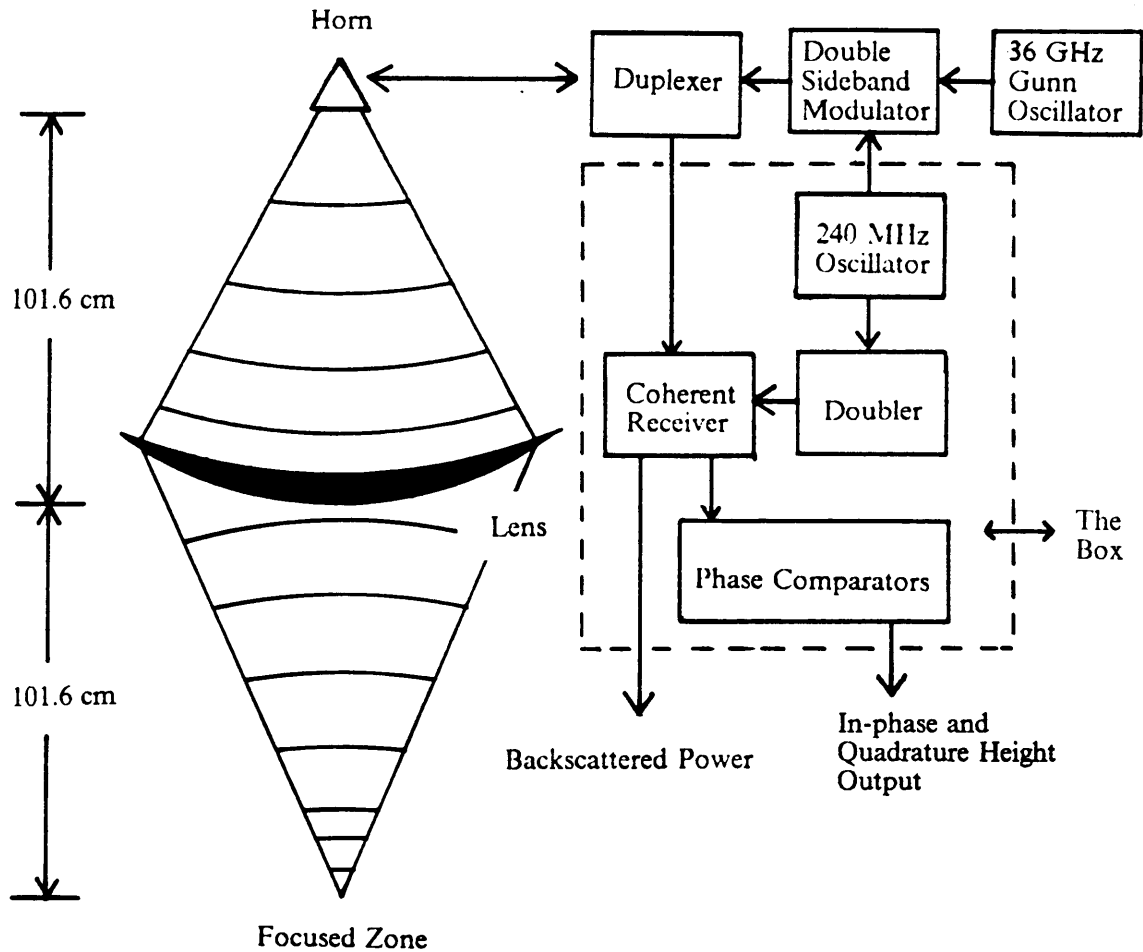 Horn
Duplexer
Double
Sideband
Modulator
36 GHz
Gunn
Oscillator
240 MHz
Oscillator
101.6 cm
Coherent
Receiver
Doubler
Lens
The
Box
Phase Comparators
101.6 cm
Backscattered Power
In-phase and
Quadrature Height
Output
Focused Zone